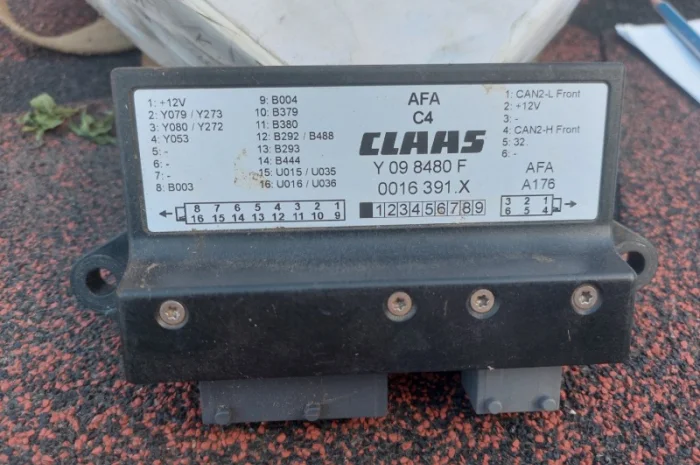 1: +12V
2: Y079 / Y273
3: Y080 / Y272
4: Y053
5: -
6: -
7: -
8: B003
9: B004
10: B379
11: B380
12: B292 / B488
13: B293
14: B444
15: U015 / U035
16: U016 / U036
8 7 6 5 4 3 2 1
16 15 14 13 12 11 10 9
AFA
C4
CLAAS
Y 09 8480 F
0016 391.X
123456789
1: CAN2-L Front
2: +12V
3: -
4: CAN2-H Front
5: 32.
6: -
AFA
A176
3 2 1
6 5 4